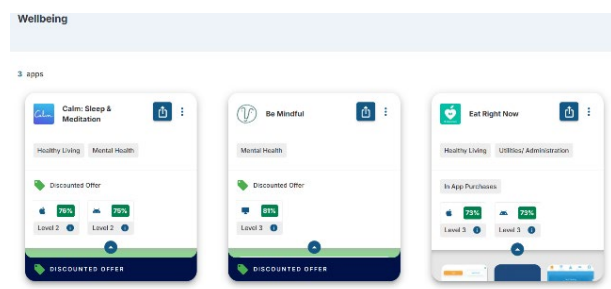 Wellbeing
3 apps
Calm
Calm: Sleep &
Meditation
Healthy Living Mental Health
Discounted Offer
76% 75%
Level 2 Level 2
DISCOUNTED OFFER
Be Mindful
Mental Health
Discounted Offer
81%
Level 3
DISCOUNTED OFFER
Eat Right Now
Healthy Living Utilities/ Administration
In App Purchases
73% 73%
Level 3 Level 3